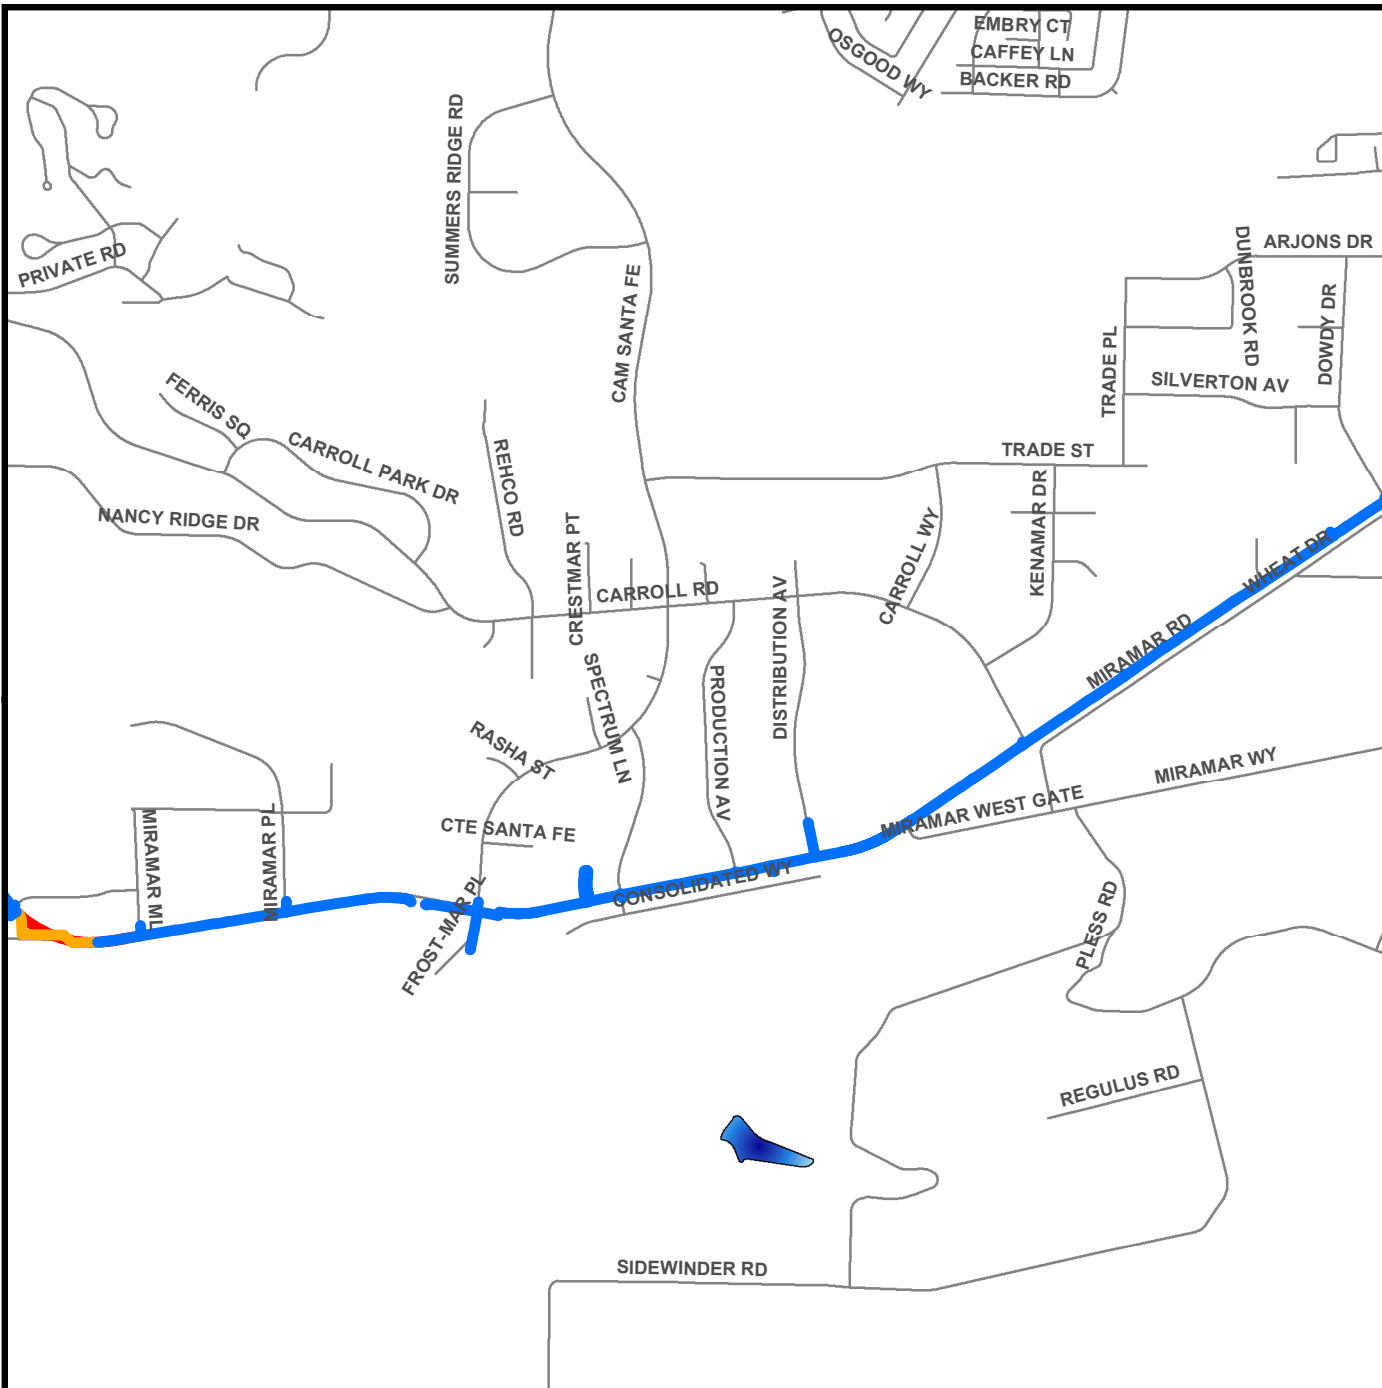 EMBRY CT
CAFFEY LN
BACKER RD
OSGOOD WY
SUMMERS RIDGE RD
PRIVATE RD
CAM SANTA FE
ARJONS DR
DUNBROOK RD
DOWDY DR
TRADE PL
SILVERTON AV
FERRIS SQ
CARROLL PARK DR
REHCO RD
TRADE ST
NANCY RIDGE DR
CRESTMAR PT
CARROLL RD
CARROLL WY
KENAMAR DR
WHEAT DR
MIRAMAR RD
SPECTRUM LN
PRODUCTION AV
DISTRIBUTION AV
RASHA ST
MIRAMAR WY
MIRAMAR WEST GATE
CTE SANTA FE
MIRAMAR ML
MIRAMAR PL
CONSOLIDATED WY
FROST-MAR PL
PLESS RD
REGULUS RD
SIDEWINDER RD